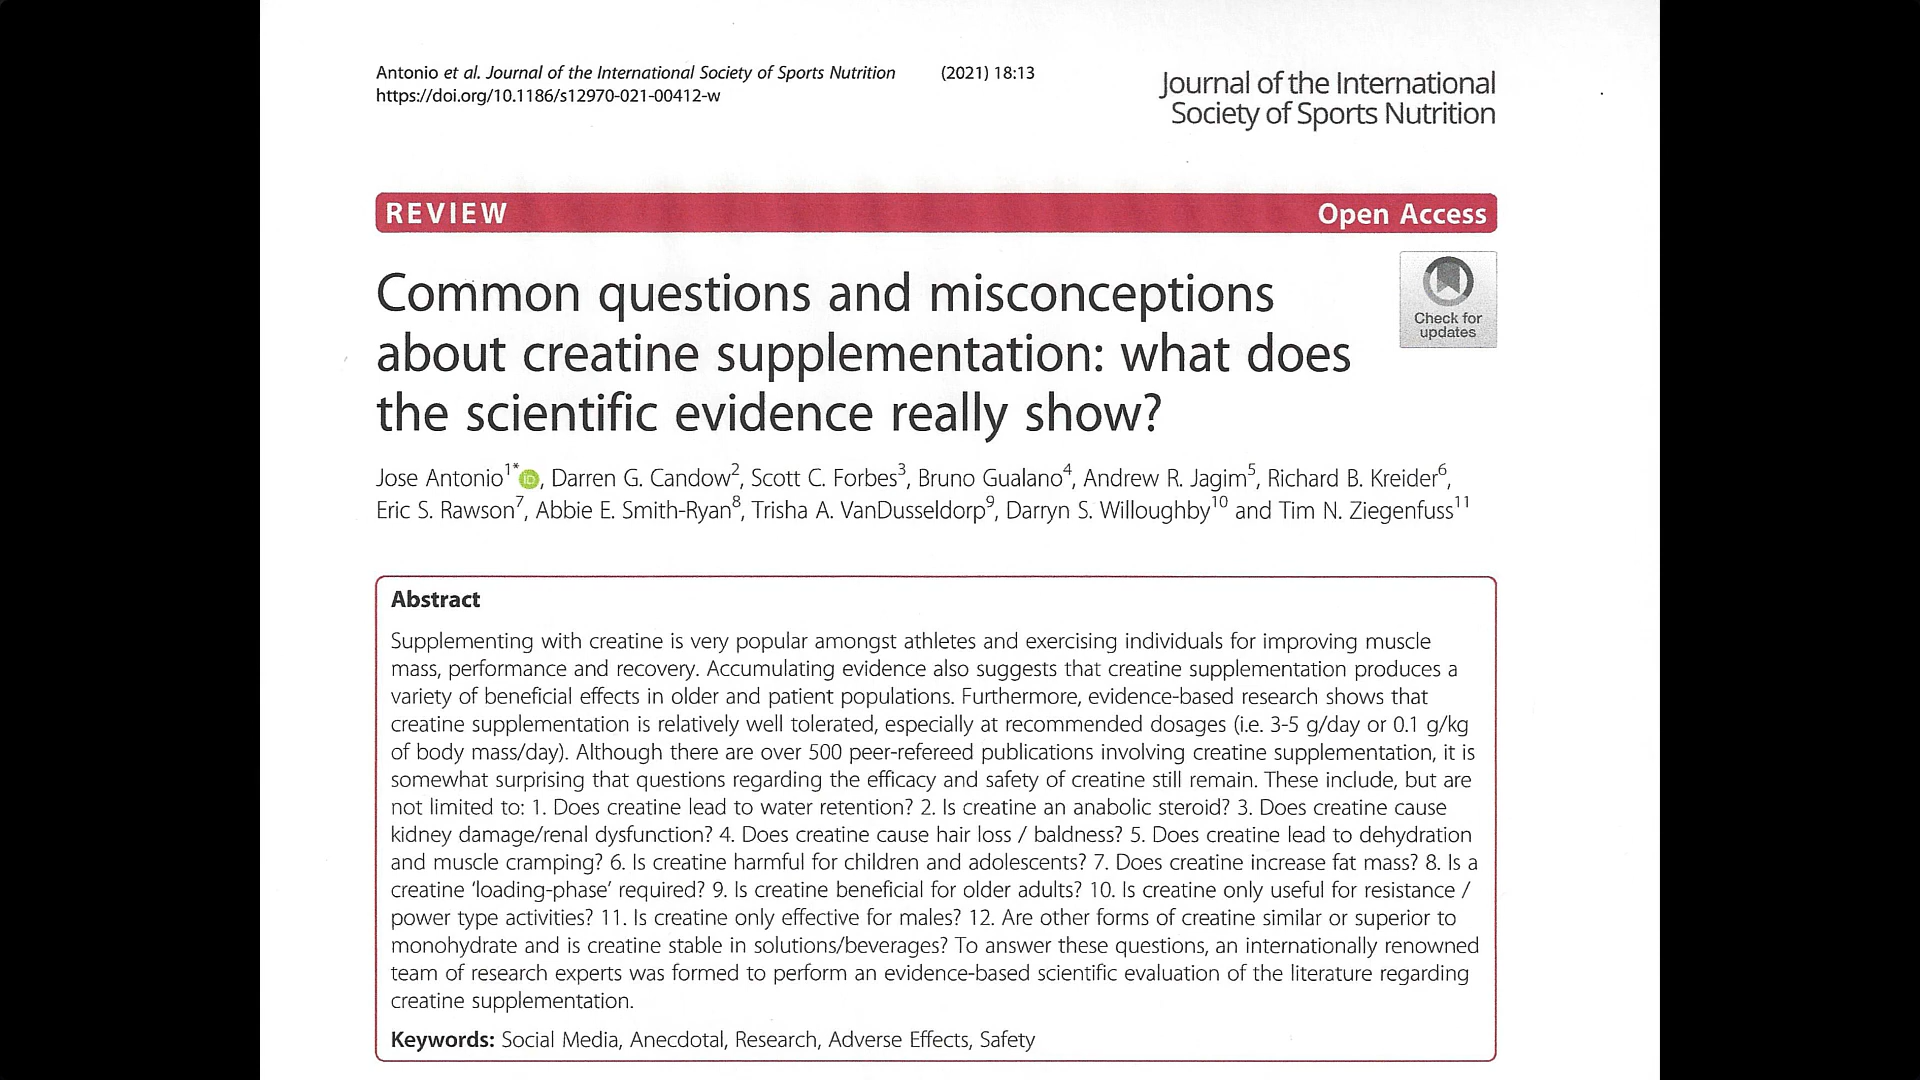 Antonio et al. Journal of the International Society of Sports Nutrition (2021) 18:13
https://doi.org/10.1186/s12970-021-00412-w
Journal of the International
Society of Sports Nutrition
REVIEW Open Access
Common questions and misconceptions
about creatine supplementation: what does
the scientific evidence really show?
Check for
updates
Jose Antonio1* iD, Darren G. Candow2, Scott C. Forbes3, Bruno Gualano4, Andrew R. Jagim5, Richard B. Kreider6,
Eric S. Rawson7, Abbie E. Smith-Ryan8, Trisha A. VanDusseldorp9, Darryn S. Willoughby10 and Tim N. Ziegenfuss11
Abstract
Supplementing with creatine is very popular amongst athletes and exercising individuals for improving muscle
mass, performance and recovery. Accumulating evidence also suggests that creatine supplementation produces a
variety of beneficial effects in older and patient populations. Furthermore, evidence-based research shows that
creatine supplementation is relatively well tolerated, especially at recommended dosages (i.e. 3-5 g/day or 0.1 g/kg
of body mass/day). Although there are over 500 peer-refereed publications involving creatine supplementation, it is
somewhat surprising that questions regarding the efficacy and safety of creatine still remain. These include, but are
not limited to: 1. Does creatine lead to water retention? 2. Is creatine an anabolic steroid? 3. Does creatine cause
kidney damage/renal dysfunction? 4. Does creatine cause hair loss / baldness? 5. Does creatine lead to dehydration
and muscle cramping? 6. Is creatine harmful for children and adolescents? 7. Does creatine increase fat mass? 8. Is a
creatine ‘loading-phase’ required? 9. Is creatine beneficial for older adults? 10. Is creatine only useful for resistance /
power type activities? 11. Is creatine only effective for males? 12. Are other forms of creatine similar or superior to
monohydrate and is creatine stable in solutions/beverages? To answer these questions, an internationally renowned
team of research experts was formed to perform an evidence-based scientific evaluation of the literature regarding
creatine supplementation.
Keywords: Social Media, Anecdotal, Research, Adverse Effects, Safety